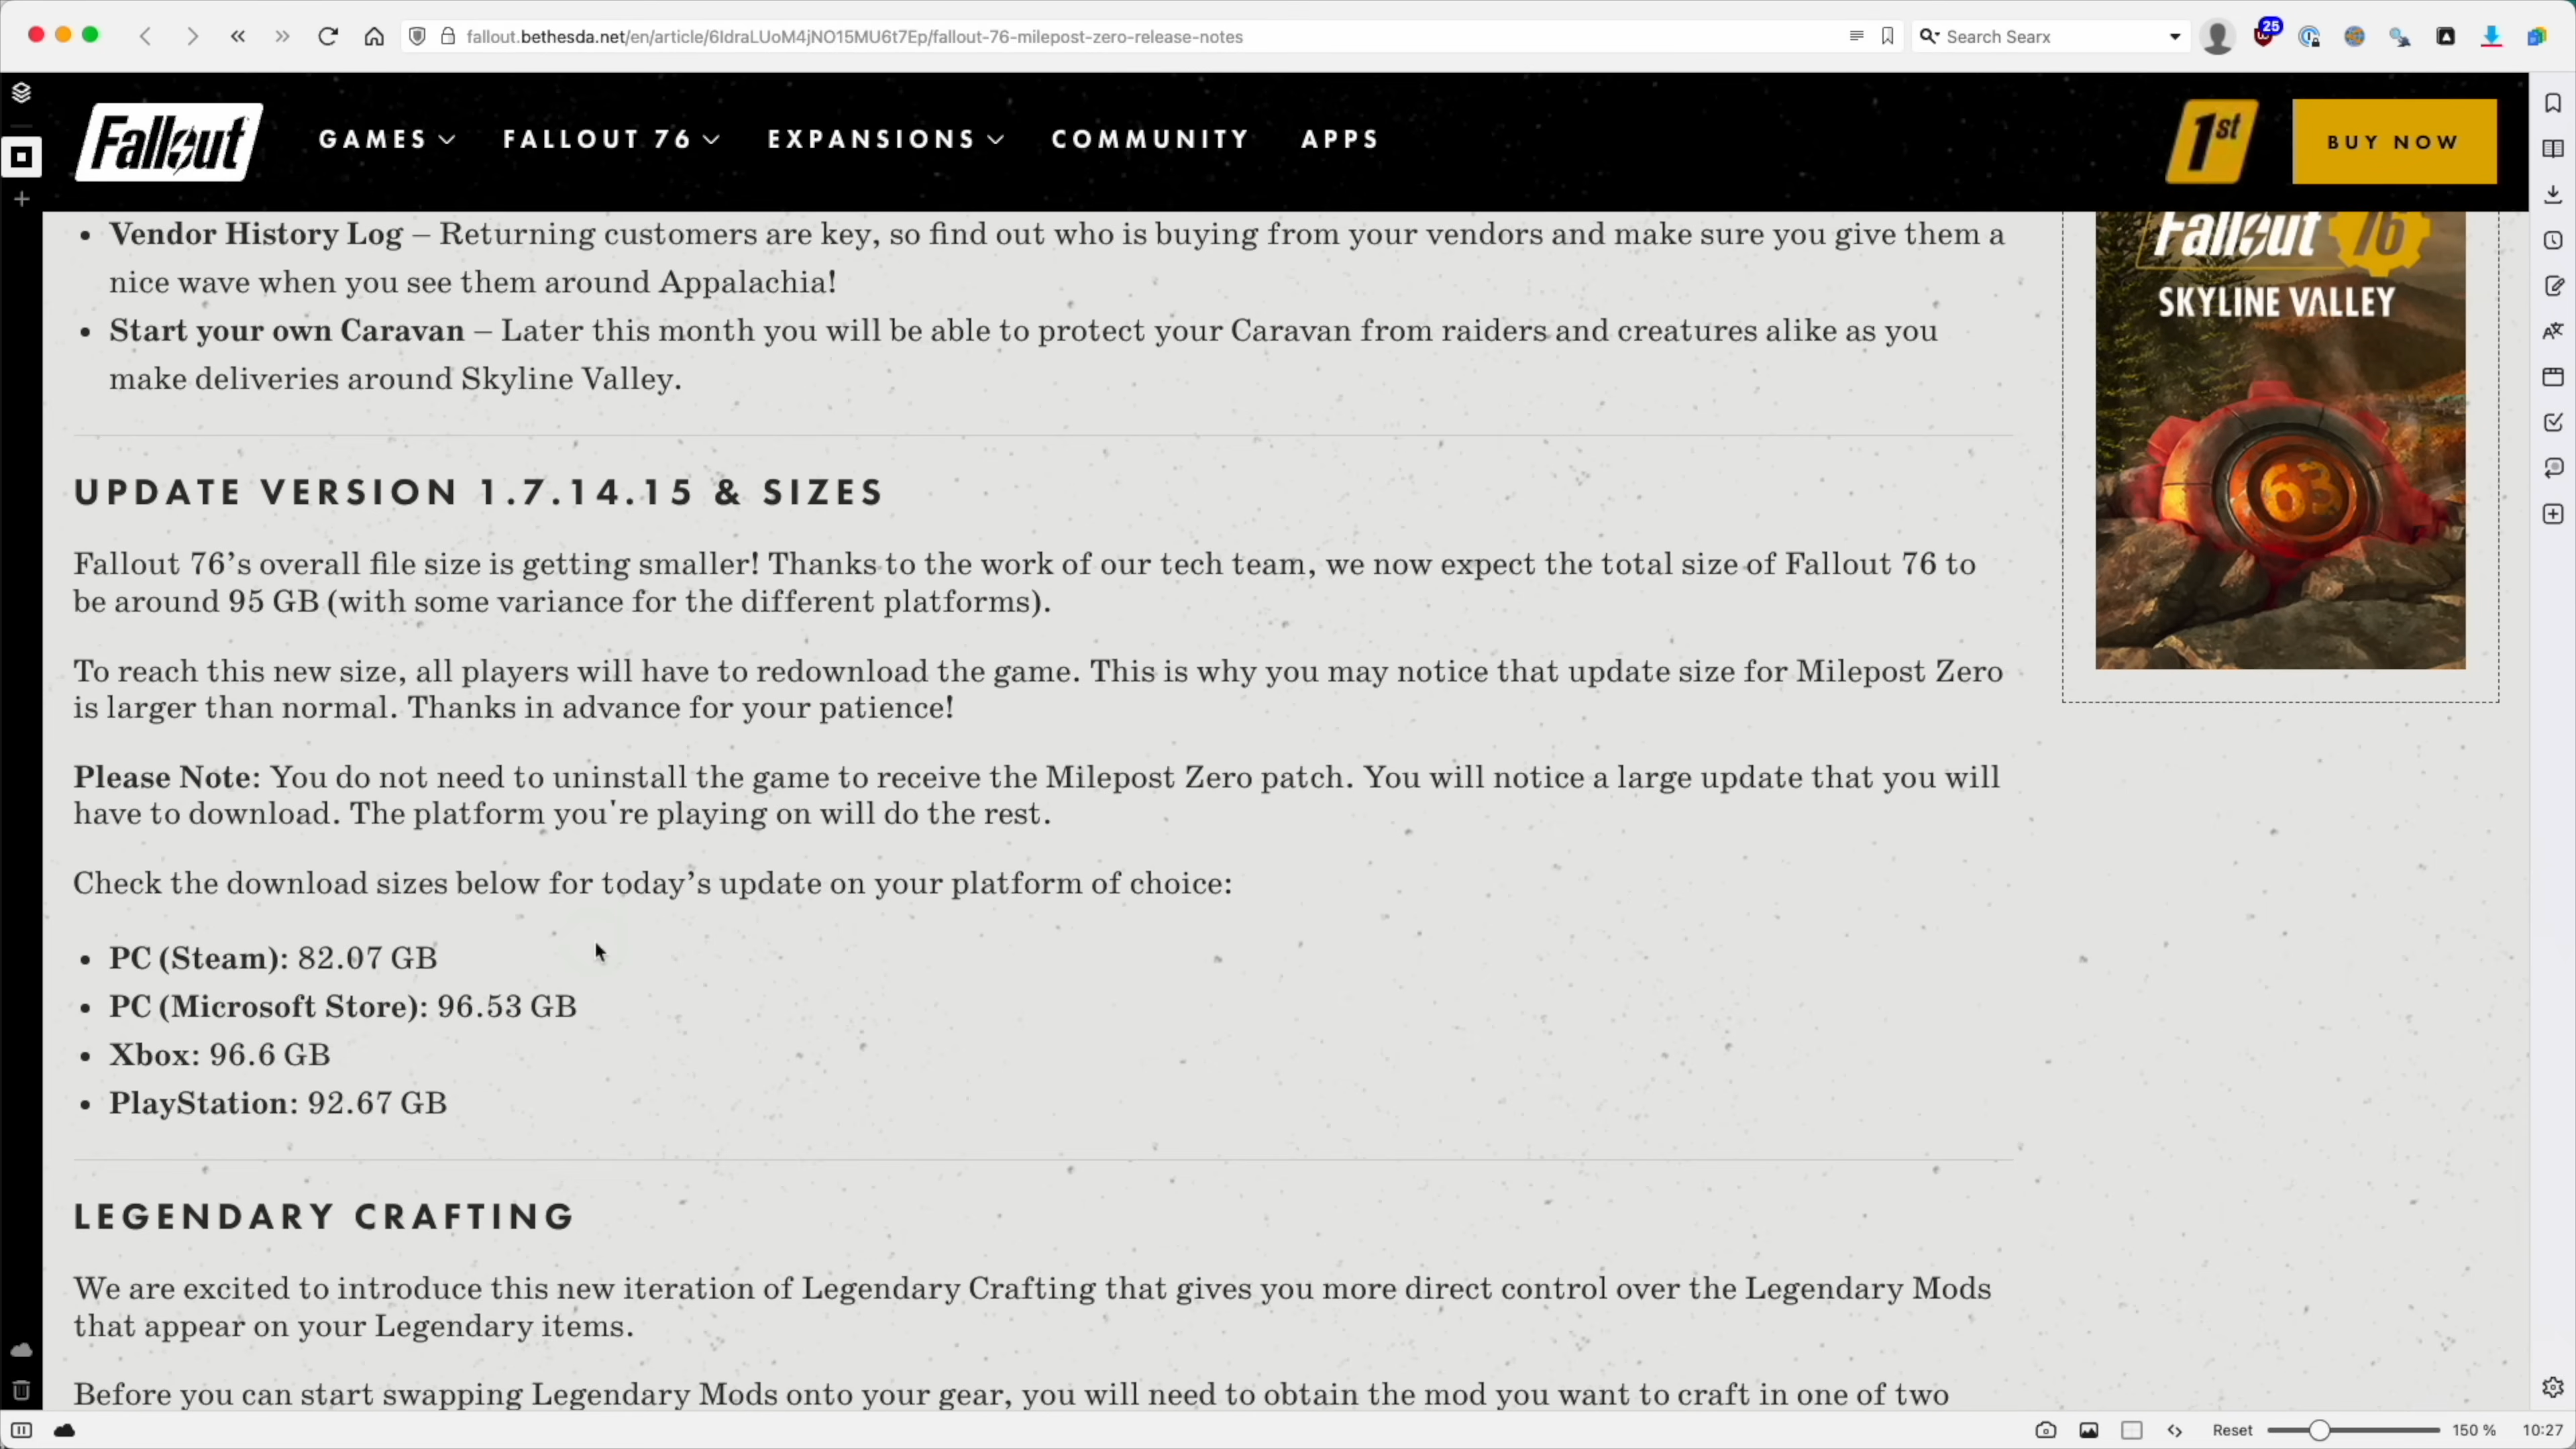 fallout.bethesda.net/en/article/6IdraLUoM4jNO15MU6t7Ep/fallout-76-milepost-zero-release-notes
Search Searx
25
Fallout
GAMES
FALLOUT 76
EXPANSIONS
COMMUNITY
APPS
1st
BUY NOW
• Vendor History Log – Returning customers are key, so find out who is buying from your vendors and make sure you give them a
nice wave when you see them around Appalachia!
• Start your own Caravan – Later this month you will be able to protect your Caravan from raiders and creatures alike as you
make deliveries around Skyline Valley.
Fallout 76
SKYLINE VALLEY
63
UPDATE VERSION 1.7.14.15 & SIZES
Fallout 76’s overall file size is getting smaller! Thanks to the work of our tech team, we now expect the total size of Fallout 76 to
be around 95 GB (with some variance for the different platforms).
To reach this new size, all players will have to redownload the game. This is why you may notice that update size for Milepost Zero
is larger than normal. Thanks in advance for your patience!
Please Note: You do not need to uninstall the game to receive the Milepost Zero patch. You will notice a large update that you will
have to download. The platform you're playing on will do the rest.
Check the download sizes below for today’s update on your platform of choice:
• PC (Steam): 82.07 GB
• PC (Microsoft Store): 96.53 GB
• Xbox: 96.6 GB
• PlayStation: 92.67 GB
LEGENDARY CRAFTING
We are excited to introduce this new iteration of Legendary Crafting that gives you more direct control over the Legendary Mods
that appear on your Legendary items.
Before you can start swapping Legendary Mods onto your gear, you will need to obtain the mod you want to craft in one of two
Reset
150 %
10:27